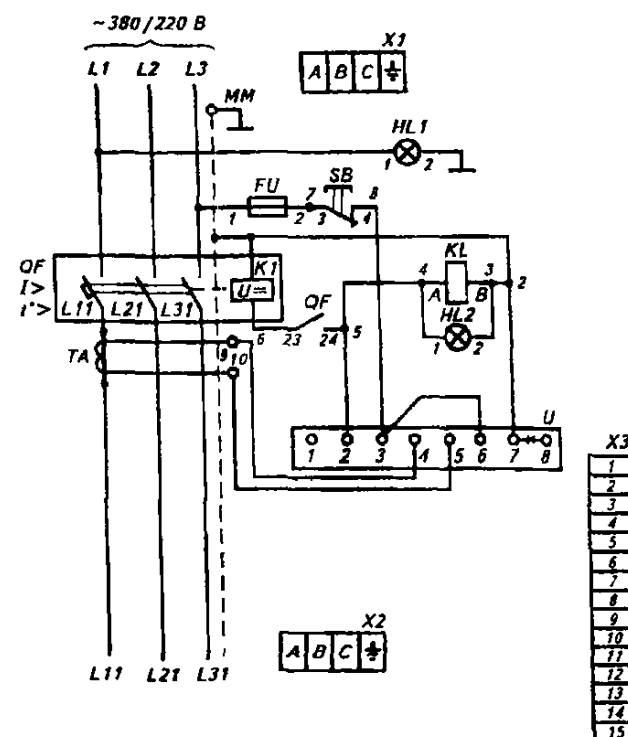 ~380/220 В
X1
L1 L2 L3
A B C
MM
HL1
1 2
FU
SB
7 8
1 2 3 4
QF
I>
t°>
K1
U=
L11 L21 L31
QF
6 23 24 5
KL
4 3 2
A B
HL2
1 2
TA
9 10
U
1 2 3 4 5 6 7 8
X3
1
2
3
4
5
6
7
8
9
10
11
12
13
14
15
X2
A B C
L11 L21 L31